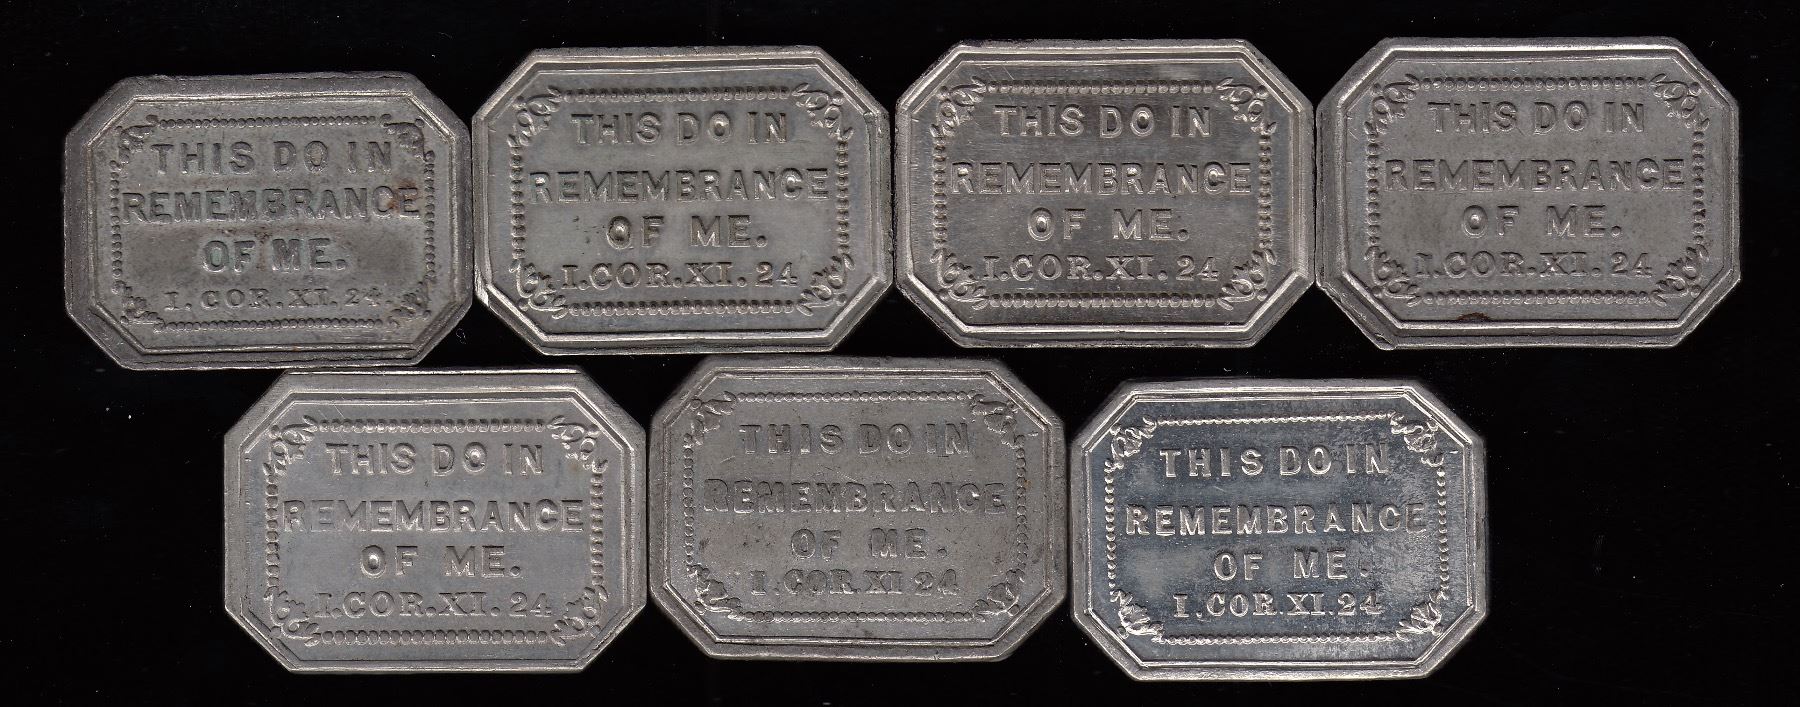 THIS DO IN
REMEMBRANCE
OF ME.
I. COR. XI. 24.
THIS DO IN
REMEMBRANCE
OF ME.
I.COR.XI. 24
THIS DO IN
REMEMBRANCE
OF ME.
I.COR.XI. 24
THIS DO IN
REMEMBRANCE
OF ME.
I.COR.XI. 24
THIS DO IN
REMEMBRANCE
OF ME.
I.COR.XI. 24
THIS DO IN
REMEMBRANCE
OF ME.
I.COR.XI 24
THIS DO IN
REMEMBRANCE
OF ME.
I.COR.XI.24